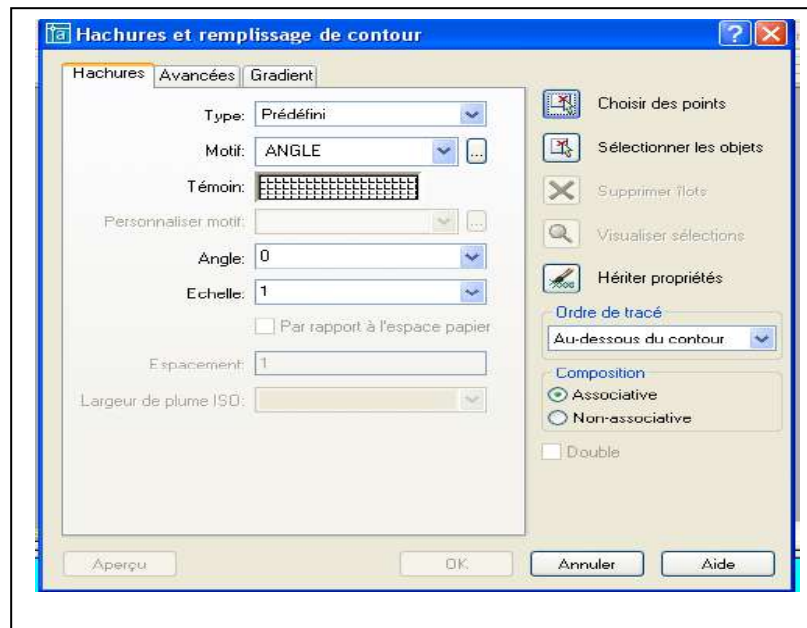 Hachures et remplissage de contour
Hachures Avancées Gradient
Type: Prédéfini
Motif: ANGLE ...
Témoin:
Personnaliser motif: ...
Angle: 0
Echelle: 1
Par rapport à l'espace papier
Espacement: 1
Largeur de plume ISO:
Choisir des points
Sélectionner les objets
Supprimer îlots
Visualiser sélections
Hériter propriétés
Ordre de tracé
Au-dessous du contour
Composition
Associative
Non-associative
Double
Aperçu OK Annuler Aide